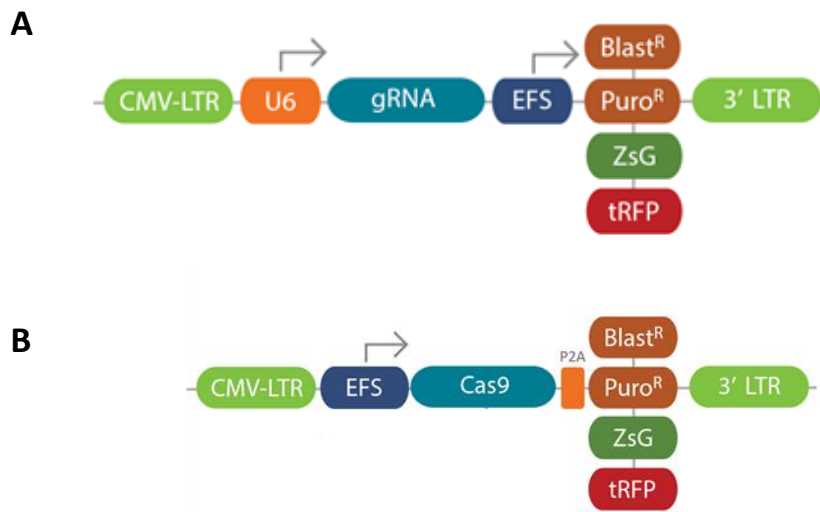 A
Blastᴿ
CMV-LTR U6 gRNA EFS Puroᴿ 3' LTR
ZsG
tRFP
B
Blastᴿ
P2A
CMV-LTR EFS Cas9 Puroᴿ 3' LTR
ZsG
tRFP